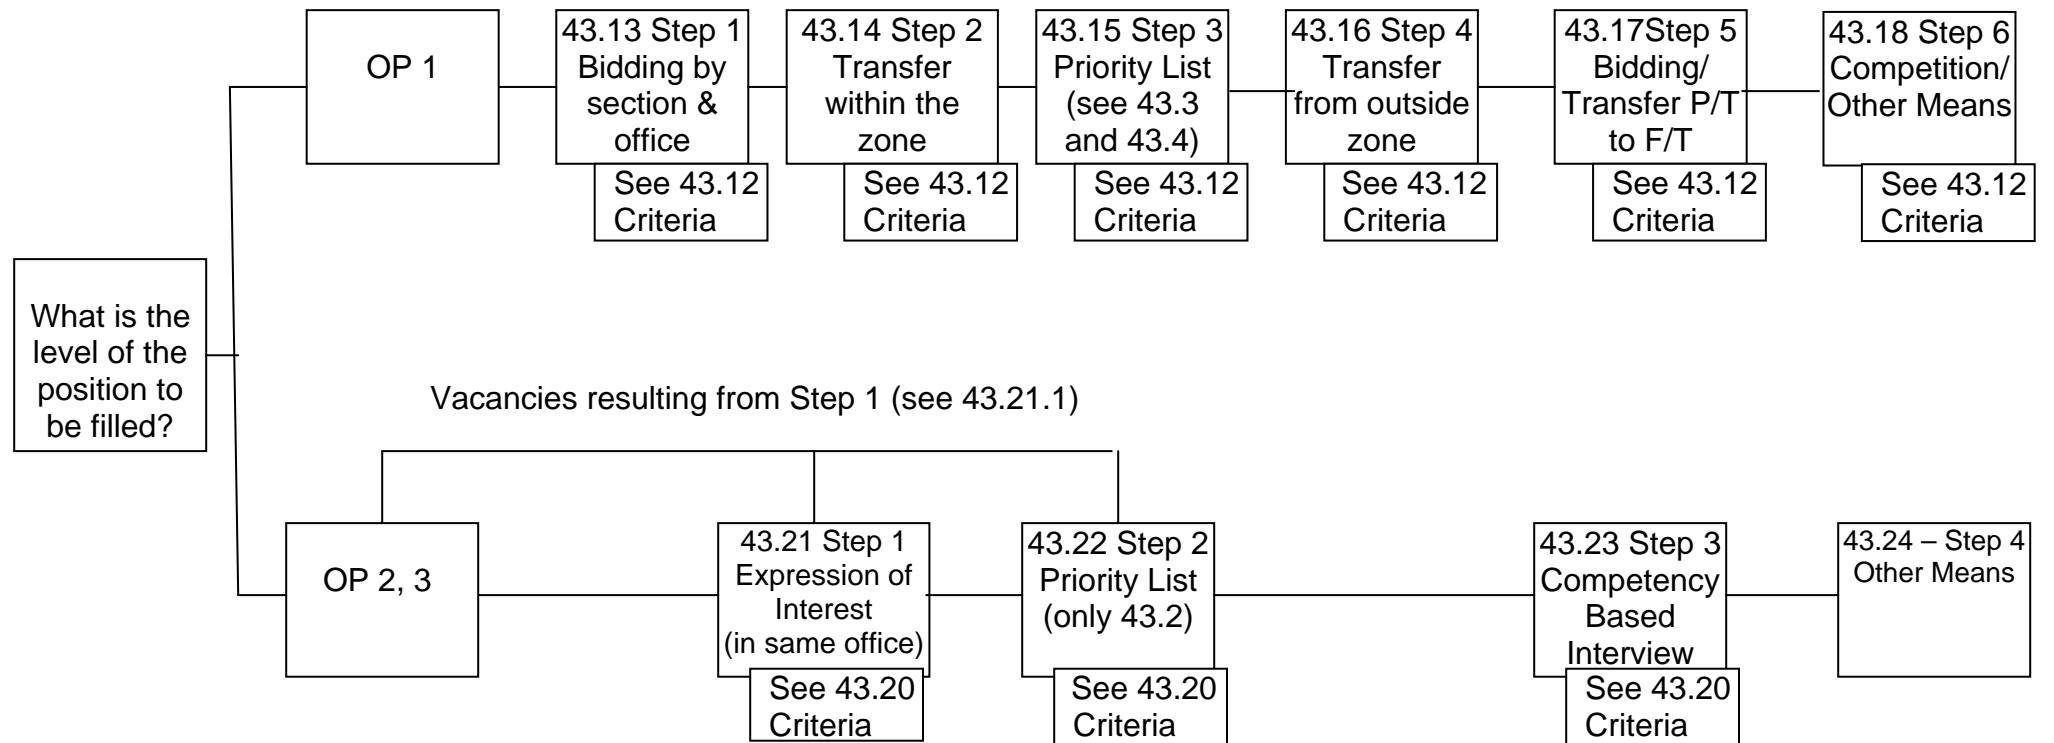 OP 1
43.13 Step 1
Bidding by
section &
office
See 43.12
Criteria
43.14 Step 2
Transfer
within the
zone
See 43.12
Criteria
43.15 Step 3
Priority List
(see 43.3
and 43.4)
See 43.12
Criteria
43.16 Step 4
Transfer
from outside
zone
See 43.12
Criteria
43.17Step 5
Bidding/
Transfer P/T
to F/T
See 43.12
Criteria
43.18 Step 6
Competition/
Other Means
See 43.12
Criteria
What is the
level of the
position to
be filled?
Vacancies resulting from Step 1 (see 43.21.1)
OP 2, 3
43.21 Step 1
Expression of
Interest
(in same office)
See 43.20
Criteria
43.22 Step 2
Priority List
(only 43.2)
See 43.20
Criteria
43.23 Step 3
Competency
Based
Interview
See 43.20
Criteria
43.24 – Step 4
Other Means